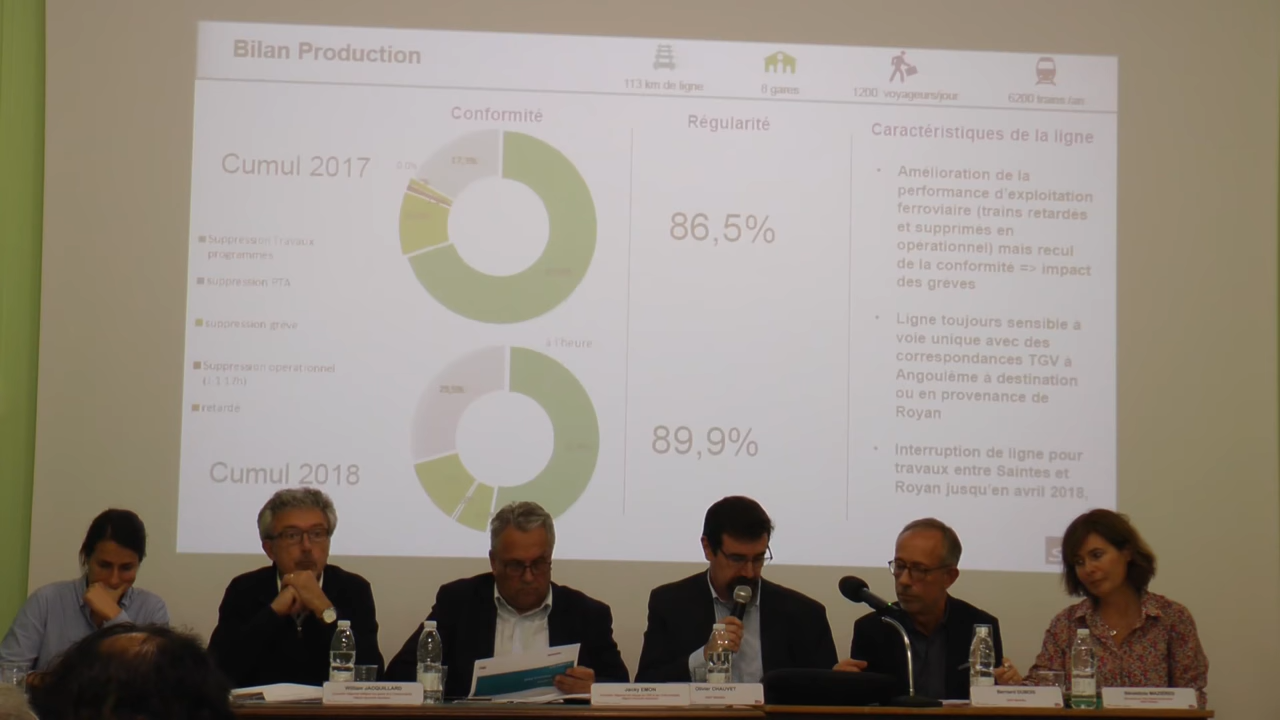 Bilan Production
113 km de ligne
8 gares
1200 voyageurs/jour
6200 trains /an
Conformité
Régularité
Caractéristiques de la ligne
Cumul 2017
0,0%
17,3%
86,5%
Suppression Travaux
programmés
suppression PTA
suppression grève
Suppression opérationnel
retardé
à l'heure
Cumul 2018
89,9%
• Amélioration de la
performance d'exploitation
ferroviaire (trains retardés
et supprimés en
opérationnel) mais recul
de la conformité => impact
des grèves
• Ligne toujours sensible à
voie unique avec des
correspondances TGV à
Angoulême à destination
ou en provenance de
Royan
• Interruption de ligne pour
travaux entre Saintes et
Royan jusqu'en avril 2018,
William JACQUILLARD
Jacky EMON
Olivier CHAUVET
Bernard